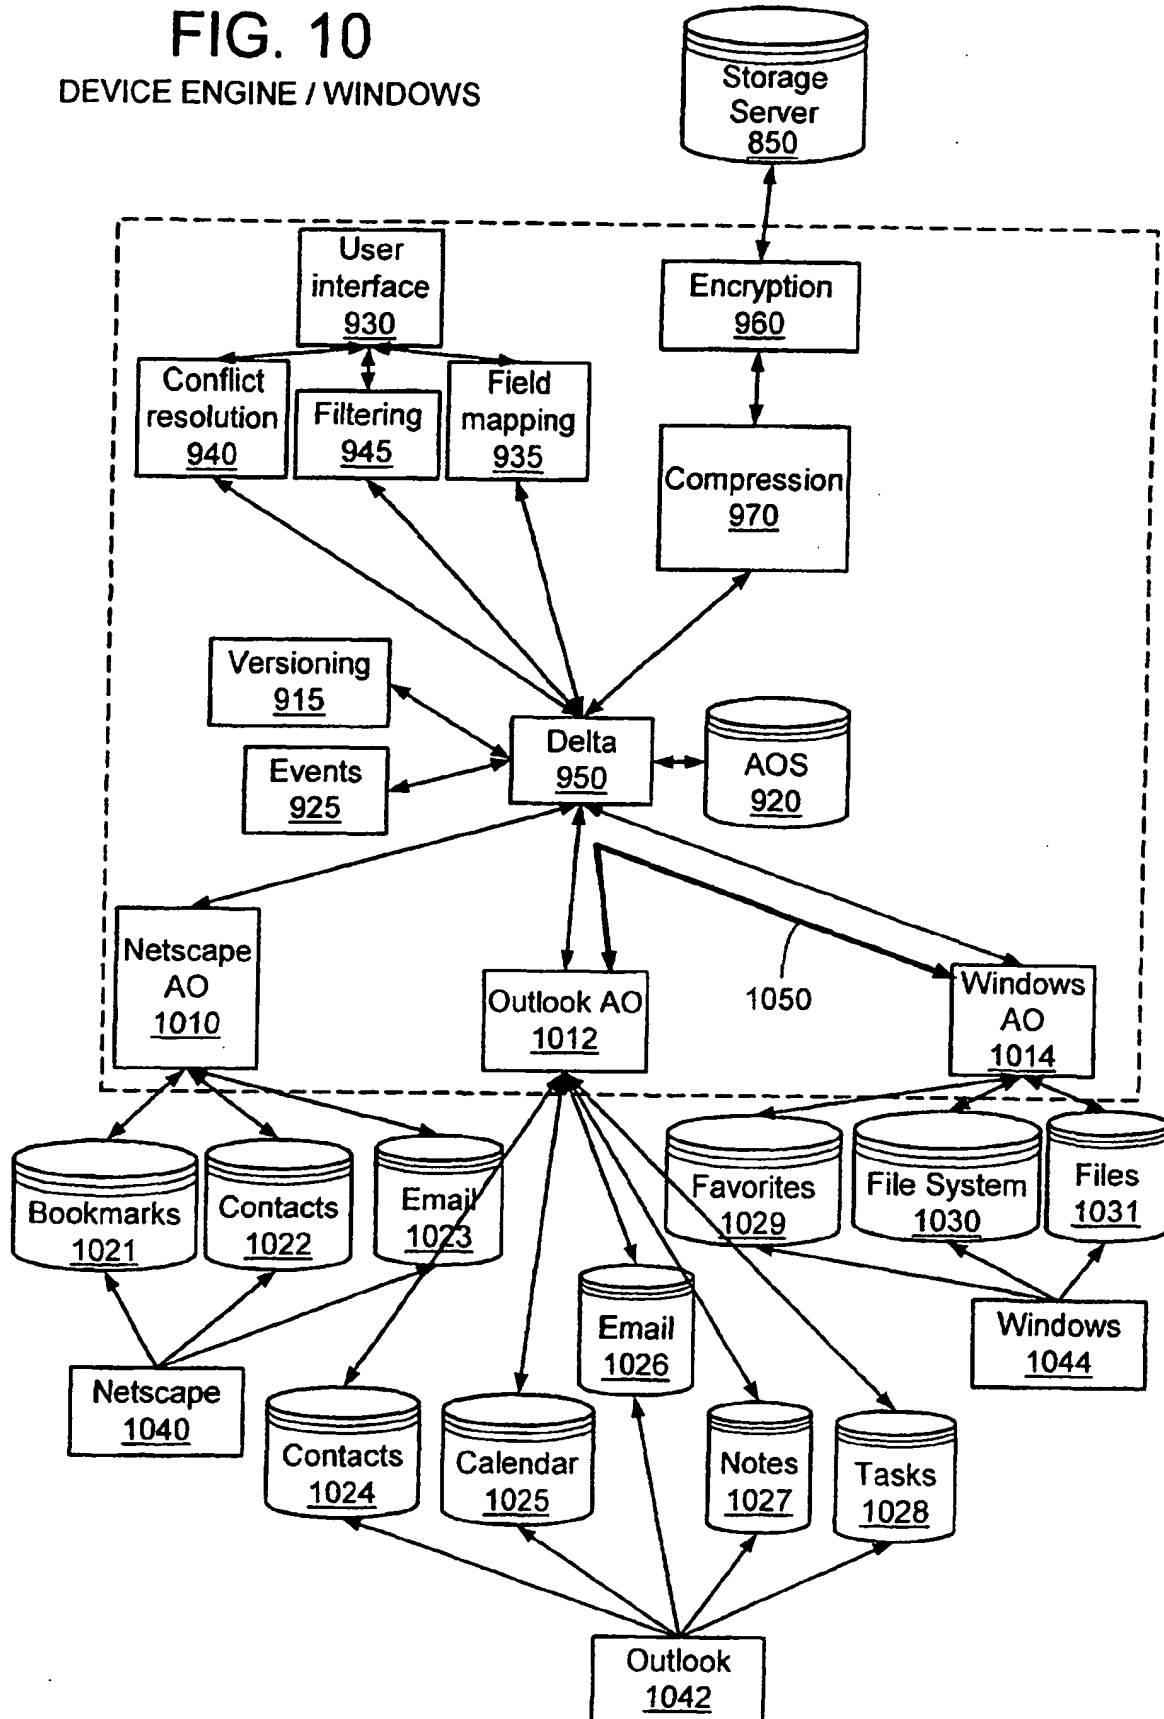 FIG. 10
DEVICE ENGINE / WINDOWS
Storage
Server
850
User
interface
930
Encryption
960
Conflict
resolution
940
Filtering
945
Field
mapping
935
Compression
970
Versioning
915
Events
925
Delta
950
AOS
920
Netscape
AO
1010
Outlook AO
1012
1050
Windows
AO
1014
Bookmarks
1021
Contacts
1022
Email
1023
Favorites
1029
File System
1030
Files
1031
Netscape
1040
Contacts
1024
Calendar
1025
Email
1026
Notes
1027
Tasks
1028
Windows
1044
Outlook
1042